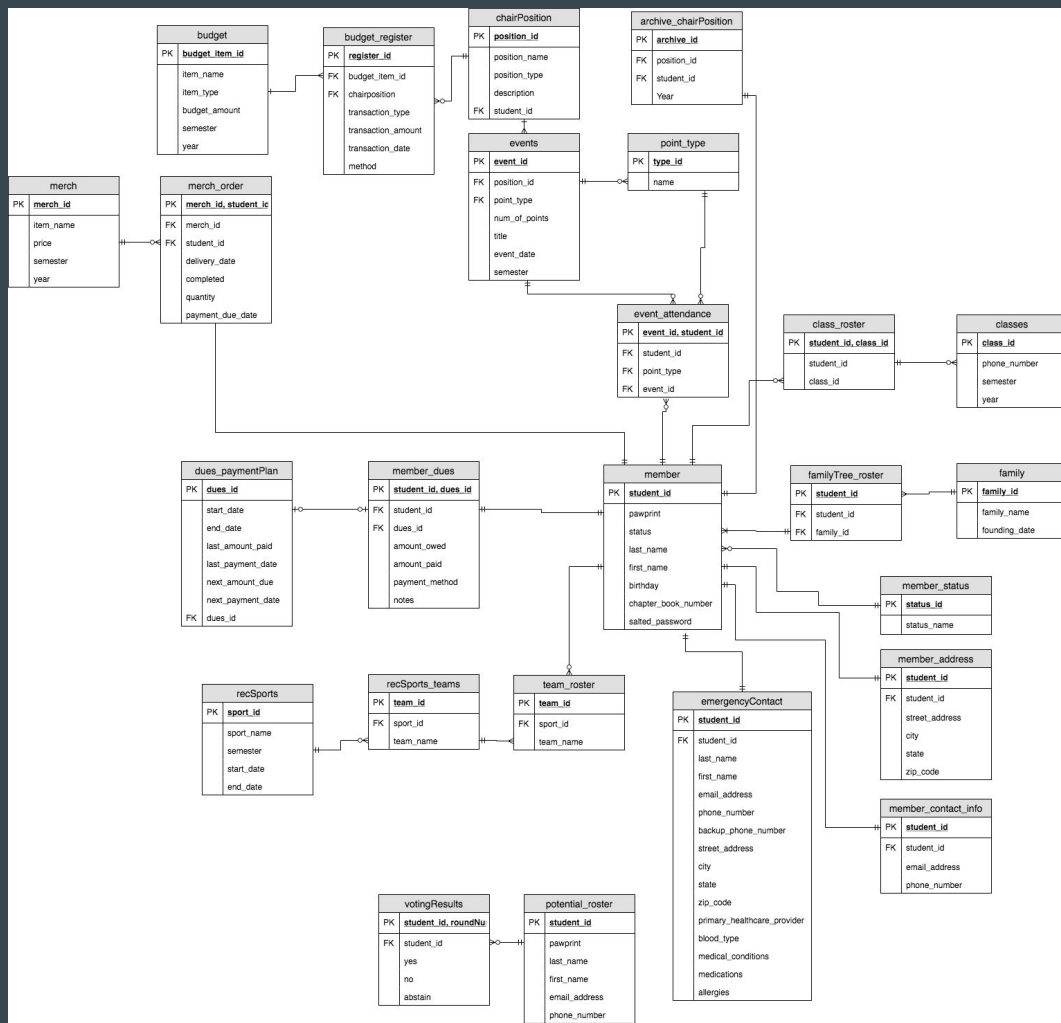 budget
PK budget_item_id
item_name
item_type
budget_amount
semester
year
budget_register
PK register_id
FK budget_item_id
FK chairposition
transaction_type
transaction_amount
transaction_date
method
chairPosition
PK position_id
position_name
position_type
description
FK student_id
archive_chairPosition
PK archive_id
FK position_id
FK student_id
Year
events
PK event_id
FK position_id
FK point_type
num_of_points
title
event_date
semester
point_type
PK type_id
name
merch
PK merch_id
item_name
price
semester
year
merch_order
PK merch_id, student_id
FK merch_id
FK student_id
delivery_date
completed
quantity
payment_due_date
event_attendance
PK event_id, student_id
FK student_id
FK point_type
FK event_id
class_roster
PK student_id, class_id
student_id
class_id
classes
PK class_id
phone_number
semester
year
dues_paymentPlan
PK dues_id
start_date
end_date
last_amount_paid
last_payment_date
next_amount_due
next_payment_date
FK dues_id
member_dues
PK student_id, dues_id
FK student_id
FK dues_id
amount_owed
amount_paid
payment_method
notes
member
PK student_id
pawprint
status
last_name
first_name
birthday
chapter_book_number
salted_password
familyTree_roster
PK student_id
FK student_id
FK family_id
family
PK family_id
family_name
founding_date
member_status
PK status_id
status_name
member_address
PK student_id
FK student_id
street_address
city
state
zip_code
recSports
PK sport_id
sport_name
semester
start_date
end_date
recSports_teams
PK team_id
FK sport_id
team_name
team_roster
PK team_id
FK sport_id
team_name
emergencyContact
PK student_id
FK student_id
last_name
first_name
email_address
phone_number
backup_phone_number
street_address
city
state
zip_code
primary_healthcare_provider
blood_type
medical_conditions
medications
allergies
member_contact_info
PK student_id
FK student_id
email_address
phone_number
votingResults
PK student_id, roundNu
FK student_id
yes
no
abstain
potential_roster
PK student_id
pawprint
last_name
first_name
email_address
phone_number